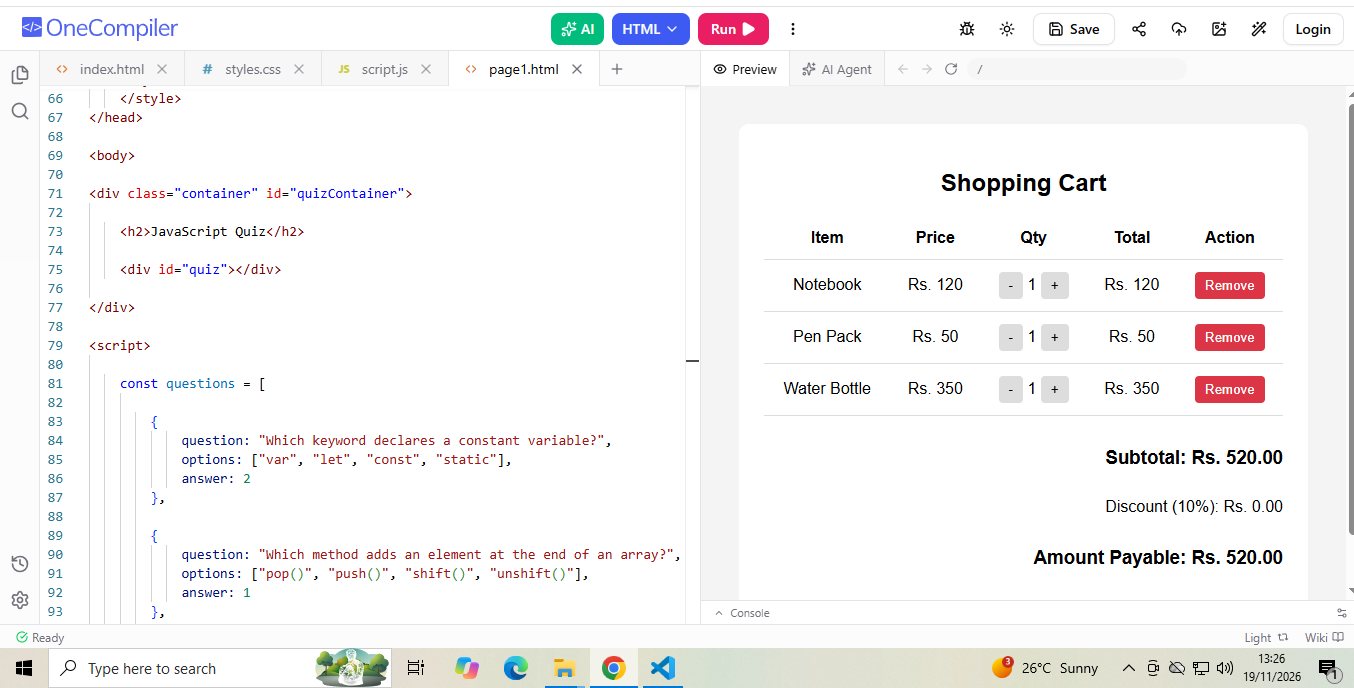 OneCompiler
AI HTML Run Save Login
index.html styles.css JS script.js page1.html Preview AI Agent /
66 </style>
67 </head>
68
69 <body>
70
71 <div class="container" id="quizContainer">
72
73 <h2>JavaScript Quiz</h2>
74
75 <div id="quiz"></div>
76
77 </div>
78
79 <script>
80
81 const questions = [
82
83 {
84 question: "Which keyword declares a constant variable?",
85 options: ["var", "let", "const", "static"],
86 answer: 2
87 },
88
89 {
90 question: "Which method adds an element at the end of an array?",
91 options: ["pop()", "push()", "shift()", "unshift()"],
92 answer: 1
93 },
Shopping Cart
Item Price Qty Total Action
Notebook Rs. 120 - 1 + Rs. 120 Remove
Pen Pack Rs. 50 - 1 + Rs. 50 Remove
Water Bottle Rs. 350 - 1 + Rs. 350 Remove
Subtotal: Rs. 520.00
Discount (10%): Rs. 0.00
Amount Payable: Rs. 520.00
Console
Ready Light Wiki
Type here to search 3 26°C Sunny 13:26
19/11/2026 1